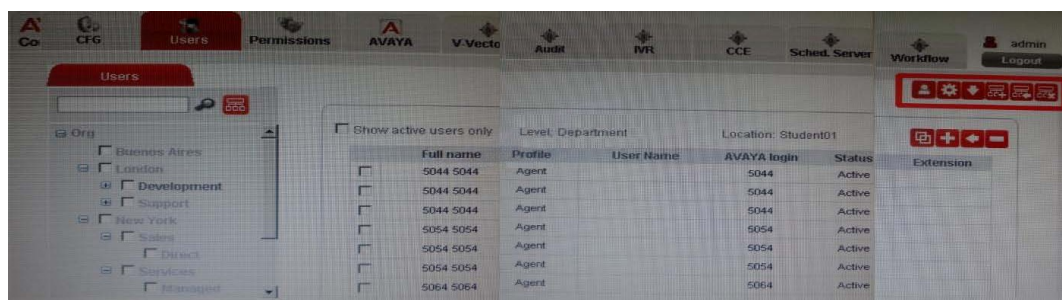 A
Co
CFG
Users
Permissions
AVAYA
V-Vecto
Audit
IVR
CCE
Sched. Server
Workflow
admin
Logout
Users
Org
Buenos Aires
London
Development
Support
New York
Sales
Direct
Services
Managed
Show active users only Level, Department Location: Student01
Full name Profile User Name AVAYA login Status Extension
5044 5044 Agent 5044 Active
5044 5044 Agent 5044 Active
5044 5044 Agent 5044 Active
5054 5054 Agent 5054 Active
5054 5054 Agent 5054 Active
5054 5054 Agent 5054 Active
5064 5064 Agent 5064 Active